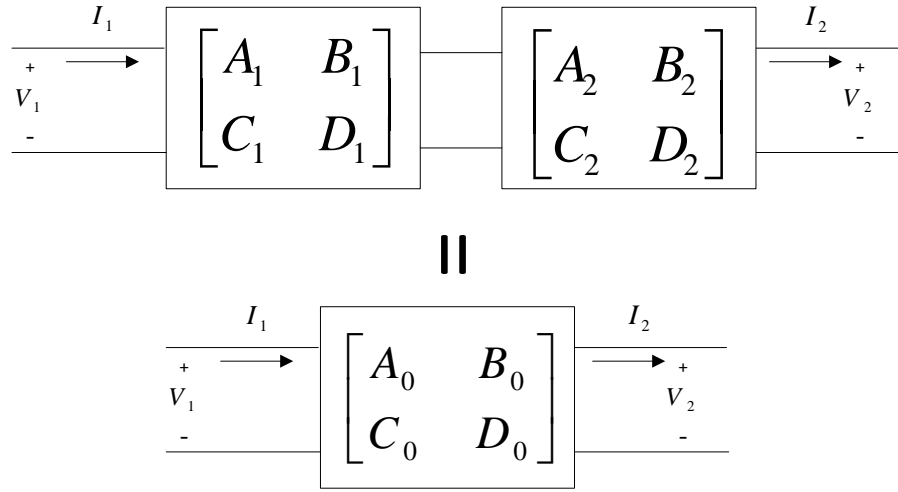 I₁ I₂
A₁ B₁ A₂ B₂
+ +
V₁ V₂
C₁ D₁ C₂ D₂
- -
=
I₁ I₂
A₀ B₀
+ +
V₁ V₂
C₀ D₀
- -